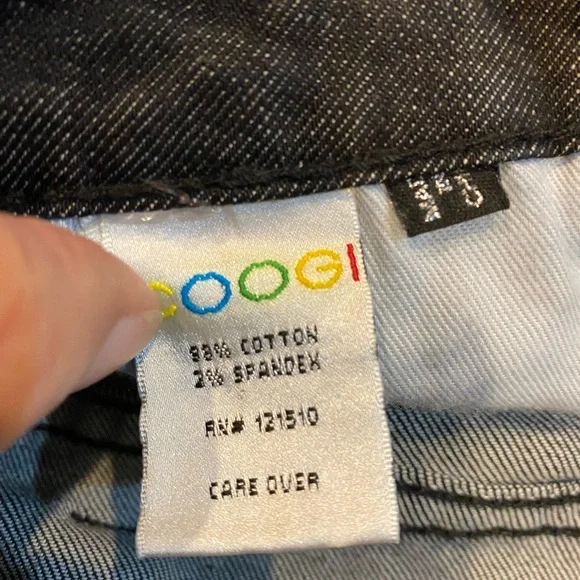 COOGI
98% COTTON
2% SPANDEX
RN# 121510
CARE OVER